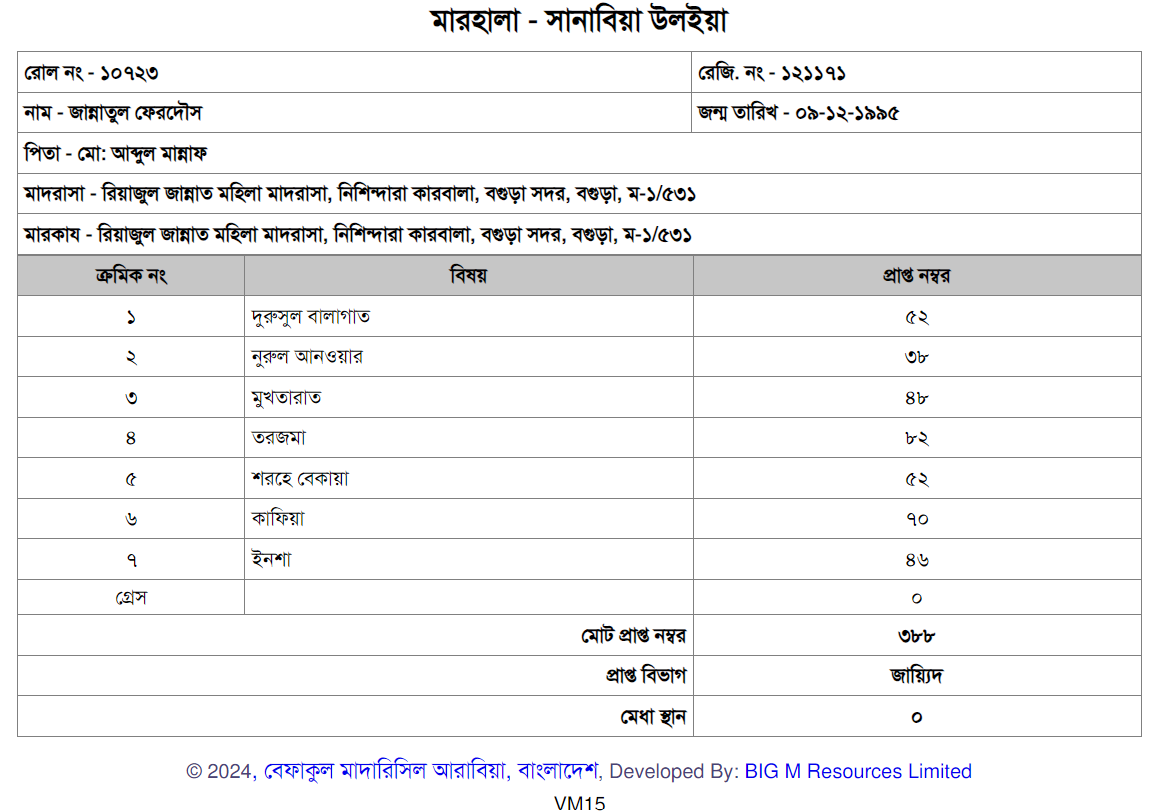 মারহালা - সানাবিয়া উলইয়া
রোল নং - ১০৭২৩ রেজি. নং - ১২১১৭১
নাম - জান্নাতুল ফেরদৌস জন্ম তারিখ - ০৯-১২-১৯৯৫
পিতা - মো: আব্দুল মান্নাফ
মাদরাসা - রিয়াজুল জান্নাত মহিলা মাদরাসা, নিশিন্দারা কারবালা, বগুড়া সদর, বগুড়া, ম-১/৫৩১
মারকায - রিয়াজুল জান্নাত মহিলা মাদরাসা, নিশিন্দারা কারবালা, বগুড়া সদর, বগুড়া, ম-১/৫৩১
ক্রমিক নং বিষয় প্রাপ্ত নম্বর
১ দুরুসুল বালাগাত ৫২
২ নুরুল আনওয়ার ৩৮
৩ মুখতারাত ৪৮
৪ তরজমা ৮২
৫ শরহে বেকায়া ৫২
৬ কাফিয়া ৭০
৭ ইনশা ৪৬
গ্রেস ০
মোট প্রাপ্ত নম্বর ৩৮৮
প্রাপ্ত বিভাগ জায়্যিদ
মেধা স্থান ০
© 2024, বেফাকুল মাদারিসিল আরাবিয়া, বাংলাদেশ, Developed By: BIG M Resources Limited
VM15